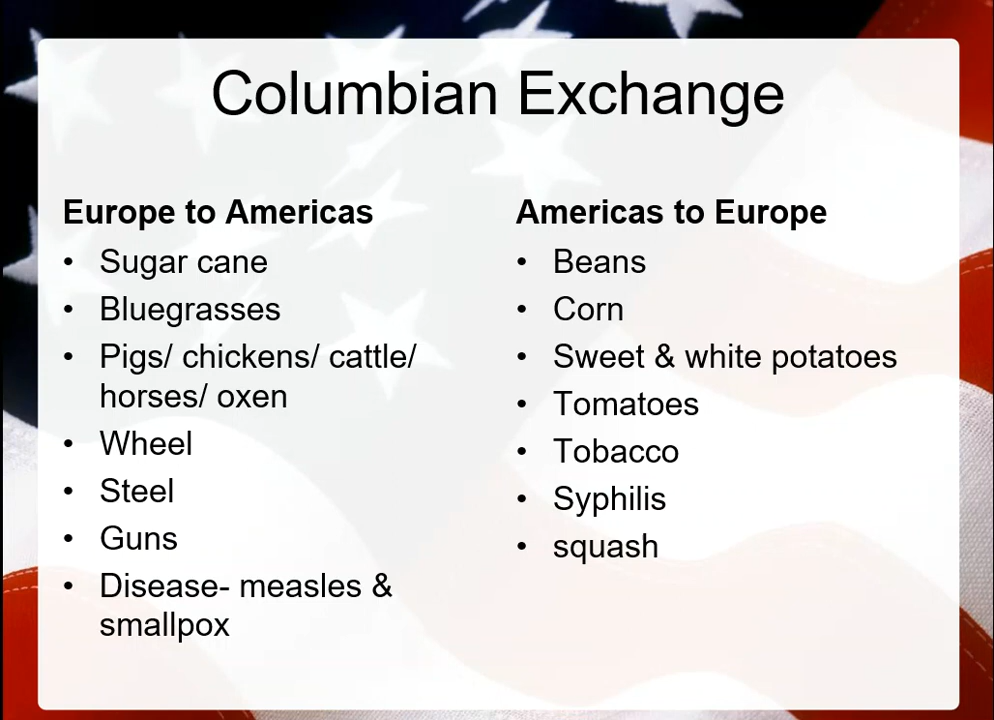 Columbian Exchange
Europe to Americas
• Sugar cane
• Bluegrasses
• Pigs/ chickens/ cattle/
horses/ oxen
• Wheel
• Steel
• Guns
• Disease- measles &
smallpox
Americas to Europe
• Beans
• Corn
• Sweet & white potatoes
• Tomatoes
• Tobacco
• Syphilis
• squash